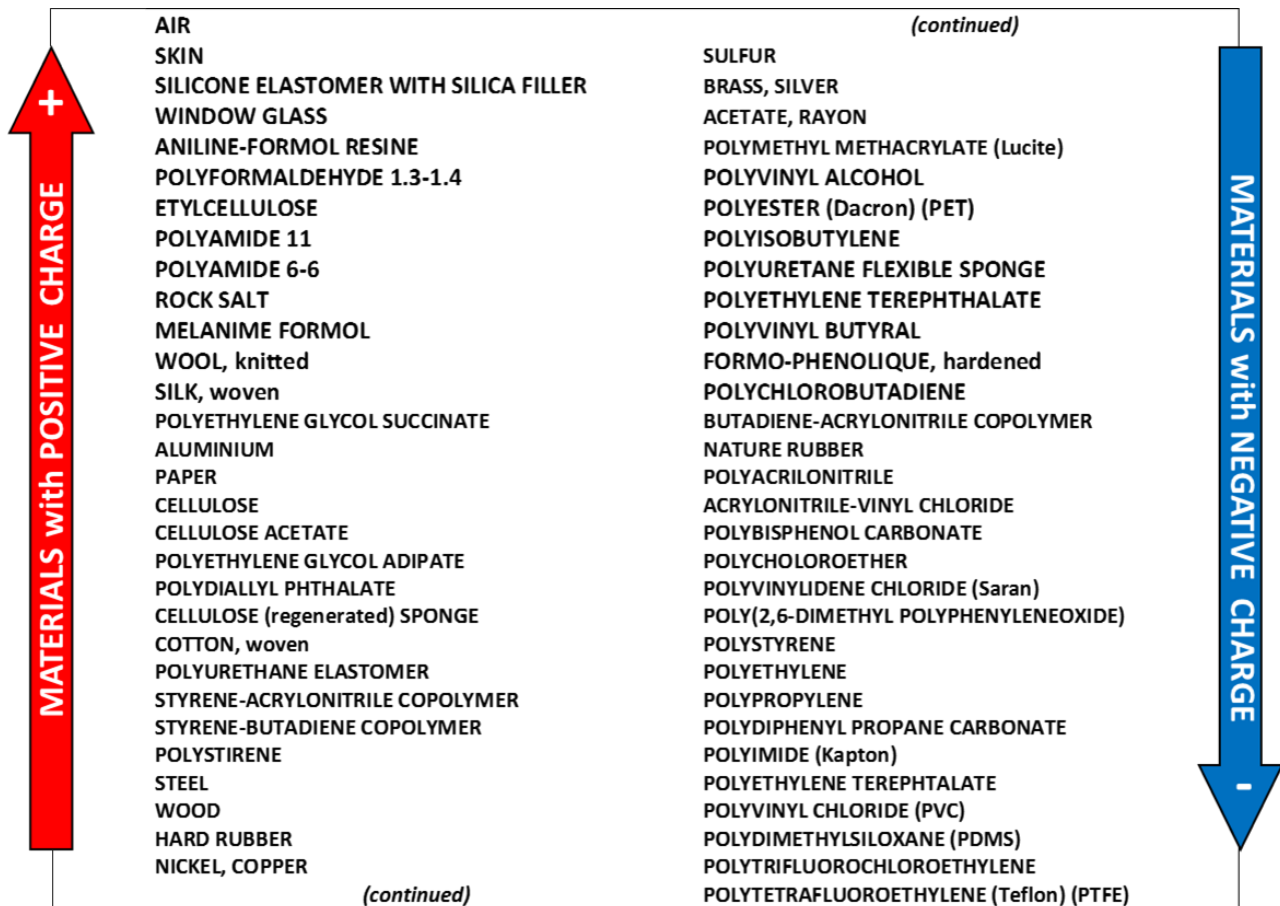 +
MATERIALS with POSITIVE CHARGE
AIR
SKIN
SILICONE ELASTOMER WITH SILICA FILLER
WINDOW GLASS
ANILINE-FORMOL RESINE
POLYFORMALDEHYDE 1.3-1.4
ETYLCELLULOSE
POLYAMIDE 11
POLYAMIDE 6-6
ROCK SALT
MELANIME FORMOL
WOOL, knitted
SILK, woven
POLYETHYLENE GLYCOL SUCCINATE
ALUMINIUM
PAPER
CELLULOSE
CELLULOSE ACETATE
POLYETHYLENE GLYCOL ADIPATE
POLYDIALLYL PHTHALATE
CELLULOSE (regenerated) SPONGE
COTTON, woven
POLYURETHANE ELASTOMER
STYRENE-ACRYLONITRILE COPOLYMER
STYRENE-BUTADIENE COPOLYMER
POLYSTIRENE
STEEL
WOOD
HARD RUBBER
NICKEL, COPPER
(continued)
(continued)
SULFUR
BRASS, SILVER
ACETATE, RAYON
POLYMETHYL METHACRYLATE (Lucite)
POLYVINYL ALCOHOL
POLYESTER (Dacron) (PET)
POLYISOBUTYLENE
POLYURETANE FLEXIBLE SPONGE
POLYETHYLENE TEREPHTHALATE
POLYVINYL BUTYRAL
FORMO-PHENOLIQUE, hardened
POLYCHLOROBUTADIENE
BUTADIENE-ACRYLONITRILE COPOLYMER
NATURE RUBBER
POLYACRILONITRILE
ACRYLONITRILE-VINYL CHLORIDE
POLYBISPHENOL CARBONATE
POLYCHOLOROETHER
POLYVINYLIDENE CHLORIDE (Saran)
POLY(2,6-DIMETHYL POLYPHENYLENEOXIDE)
POLYSTYRENE
POLYETHYLENE
POLYPROPYLENE
POLYDIPHENYL PROPANE CARBONATE
POLYIMIDE (Kapton)
POLYETHYLENE TEREPHTALATE
POLYVINYL CHLORIDE (PVC)
POLYDIMETHYLSILOXANE (PDMS)
POLYTRIFLUOROCHLOROETHYLENE
POLYTETRAFLUOROETHYLENE (Teflon) (PTFE)
MATERIALS with NEGATIVE CHARGE
-